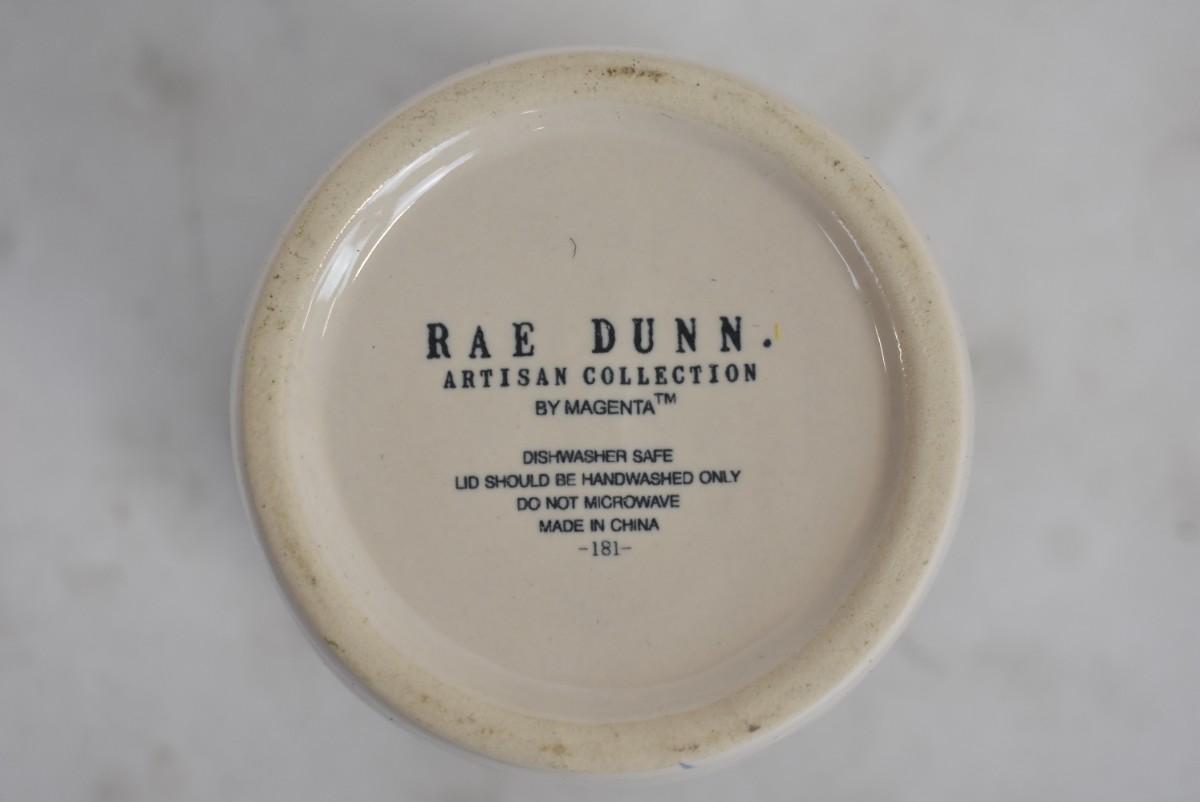 RAE DUNN.
ARTISAN COLLECTION
BY MAGENTA™
DISHWASHER SAFE
LID SHOULD BE HANDWASHED ONLY
DO NOT MICROWAVE
MADE IN CHINA
-181-